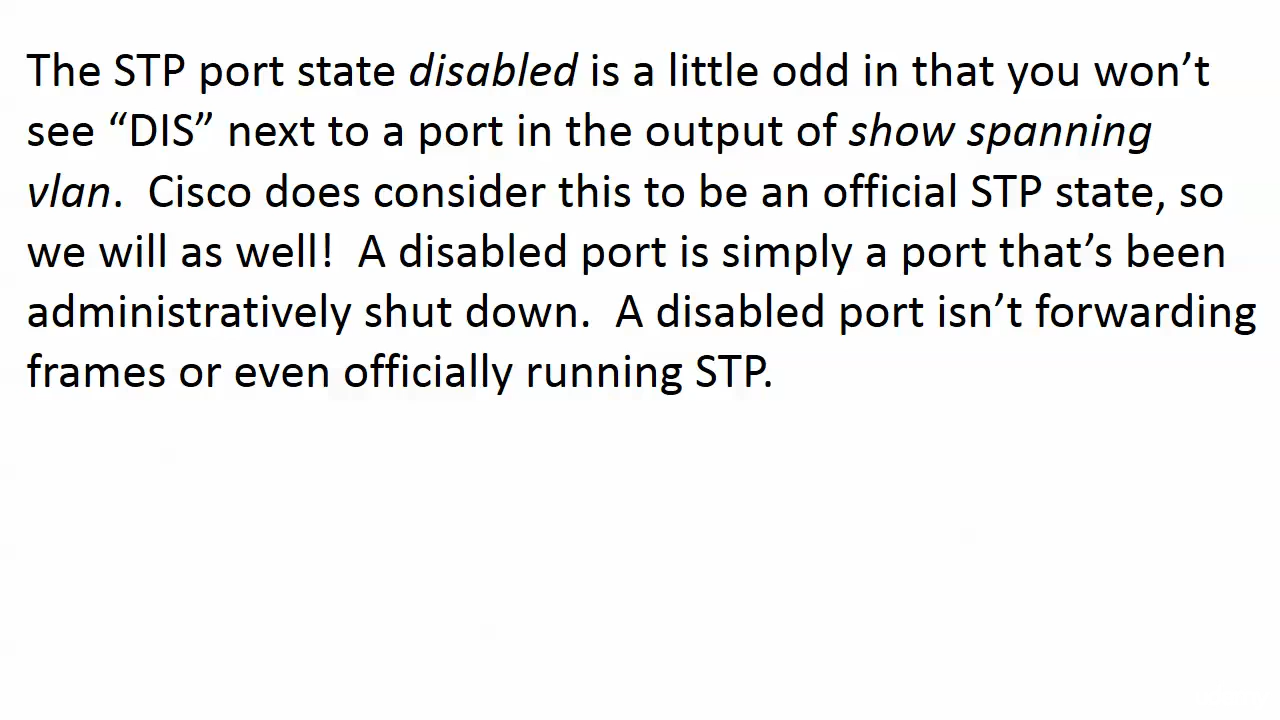 The STP port state disabled is a little odd in that you won’t
see “DIS” next to a port in the output of show spanning
vlan.  Cisco does consider this to be an official STP state, so
we will as well!  A disabled port is simply a port that’s been
administratively shut down.  A disabled port isn’t forwarding
frames or even officially running STP.